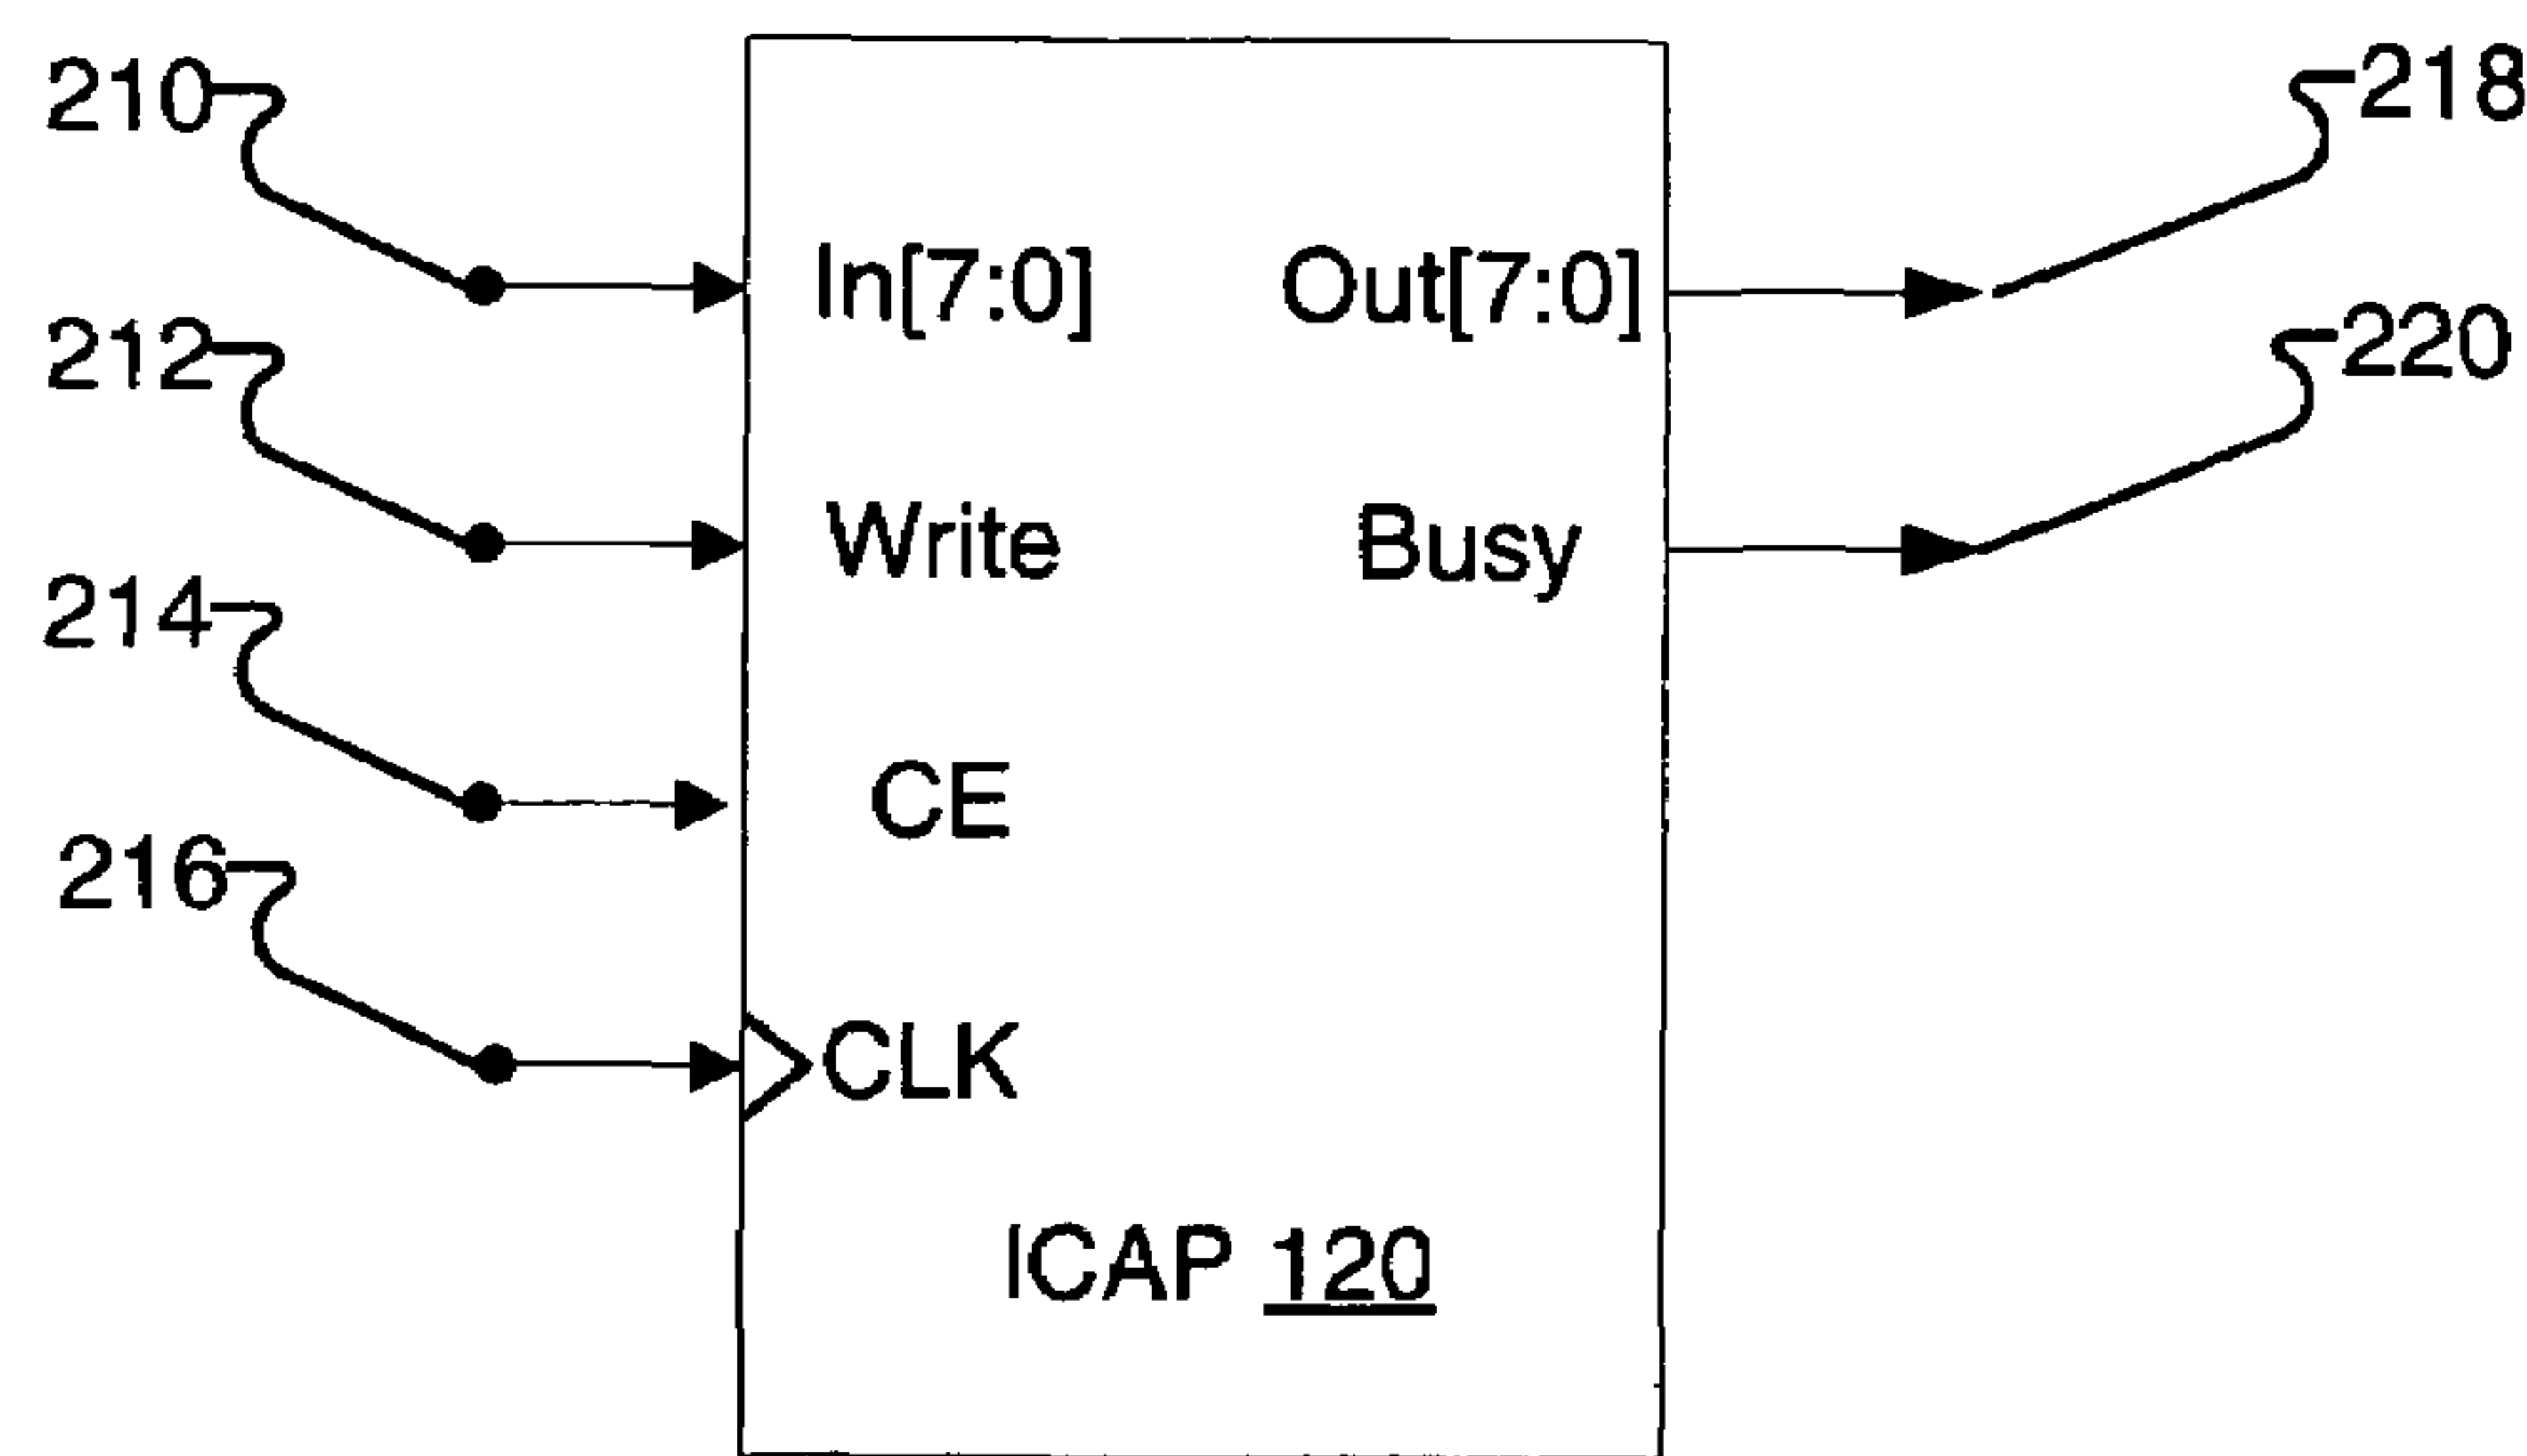 210
218
In[7:0]
Out[7:0]
212
220
Write
Busy
214
CE
216
CLK
ICAP 120